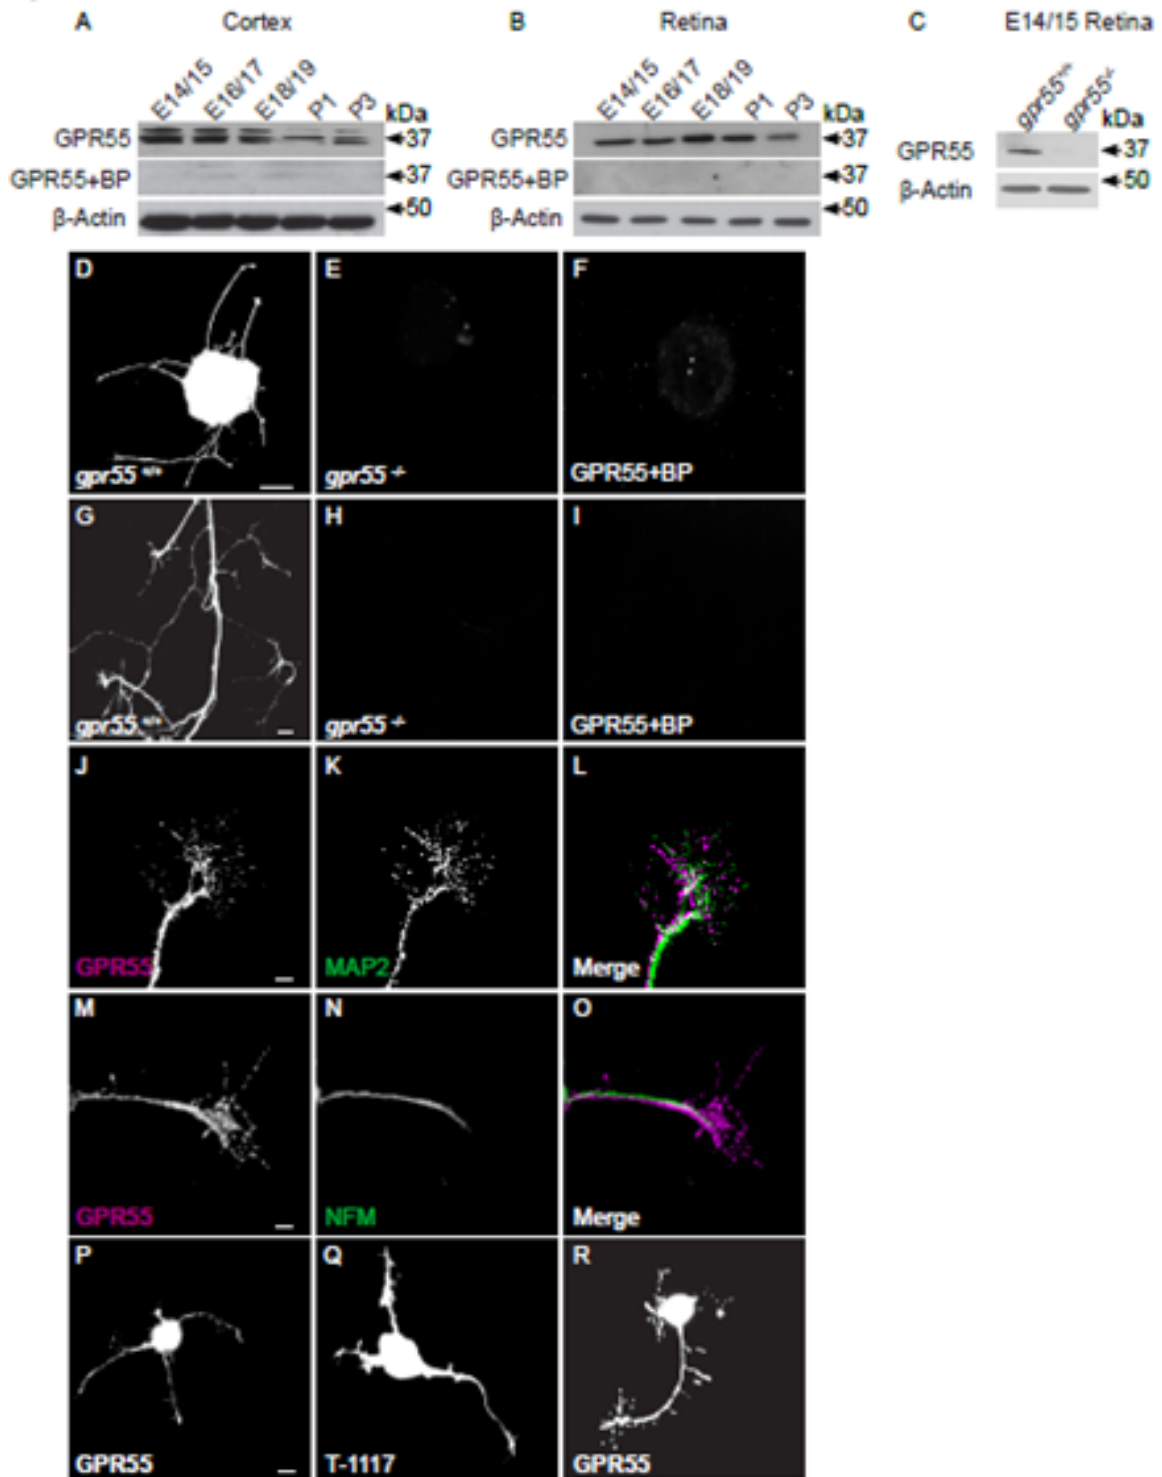 A Cortex B Retina C E14/15 Retina
E14/15 E16/17 E18/19 P1 P3 kDa
GPR55 37
GPR55+BP 37
β-Actin 50
E14/15 E16/17 E18/19 P1 P3 kDa
GPR55 37
GPR55+BP 37
β-Actin 50
gpr55+/+ gpr55-/- kDa
GPR55 37
β-Actin 50
D E F
gpr55 +/+ gpr55 -/- GPR55+BP
G H I
gpr55 +/+ gpr55 -/- GPR55+BP
J K L
GPR55 MAP2 Merge
M N O
GPR55 NFM Merge
P Q R
GPR55 T-1117 GPR55